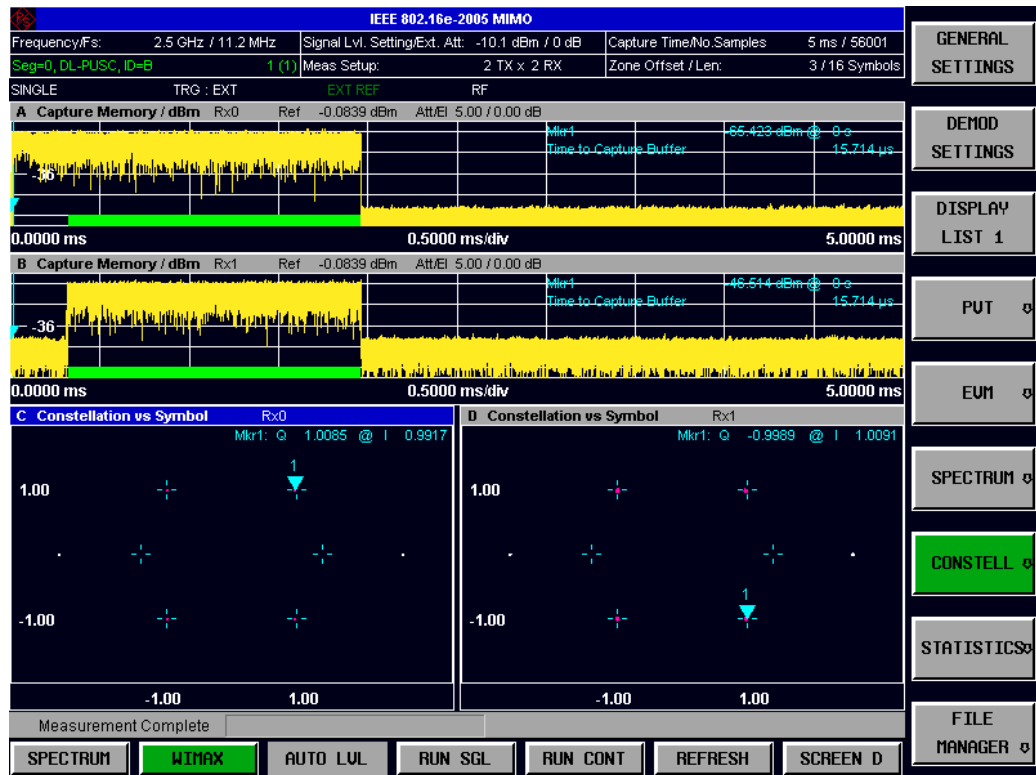 IEEE 802.16e-2005 MIMO
Frequency/Fs: 2.5 GHz / 11.2 MHz Signal Lvl. Setting/Ext. Att: -10.1 dBm / 0 dB Capture Time/No.Samples 5 ms / 56001
Seg=0, DL-PUSC, ID=B 1 (1) Meas Setup: 2 TX x 2 RX Zone Offset / Len: 3 / 16 Symbols
SINGLE TRG : EXT EXT REF RF
A Capture Memory / dBm Rx0 Ref -0.0839 dBm Att/El 5.00 / 0.00 dB
Mkr1 -65.423 dBm @ 0 s
Time to Capture Buffer 15.714 µs
-36
0.0000 ms 0.5000 ms/div 5.0000 ms
B Capture Memory / dBm Rx1 Ref -0.0839 dBm Att/El 5.00 / 0.00 dB
Mkr1 -46.514 dBm @ 0 s
Time to Capture Buffer 15.714 µs
-36
0.0000 ms 0.5000 ms/div 5.0000 ms
C Constellation vs Symbol Rx0
Mkr1: Q 1.0085 @ I 0.9917
1
1.00
-1.00
-1.00 1.00
D Constellation vs Symbol Rx1
Mkr1: Q -0.9989 @ I 1.0091
1.00
1
-1.00
-1.00 1.00
Measurement Complete
SPECTRUM WIMAX AUTO LVL RUN SGL RUN CONT REFRESH SCREEN D
GENERAL
SETTINGS
DEMOD
SETTINGS
DISPLAY
LIST 1
PVT
EVM
SPECTRUM
CONSTELL
STATISTICS
FILE
MANAGER